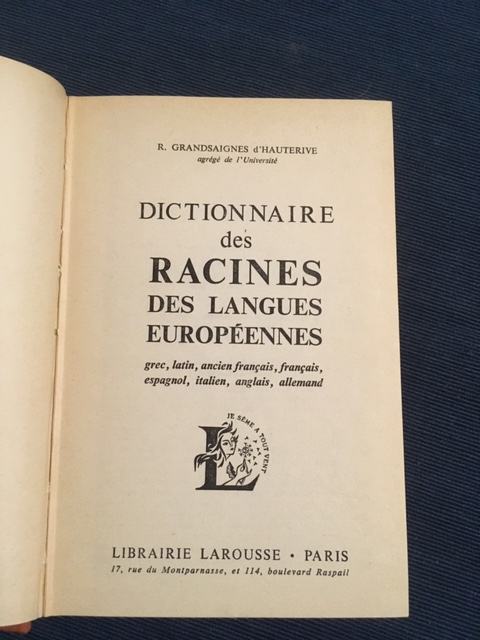 R. GRANDSAIGNES d'HAUTERIVE
agrégé de l'Université
DICTIONNAIRE
des
RACINES
DES LANGUES
EUROPÉENNES
grec, latin, ancien français, français,
espagnol, italien, anglais, allemand
JE SÈME A TOUT VENT
L
LIBRAIRIE LAROUSSE • PARIS
17, rue du Montparnasse, et 114, boulevard Raspail